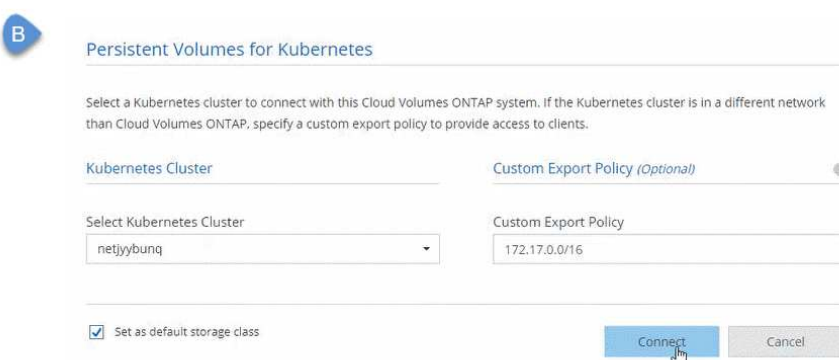 B
Persistent Volumes for Kubernetes
Select a Kubernetes cluster to connect with this Cloud Volumes ONTAP system. If the Kubernetes cluster is in a different network
than Cloud Volumes ONTAP, specify a custom export policy to provide access to clients.
Kubernetes Cluster
Custom Export Policy (Optional)
Select Kubernetes Cluster
Custom Export Policy
netjyybunq
172.17.0.0/16
Set as default storage class
Connect
Cancel